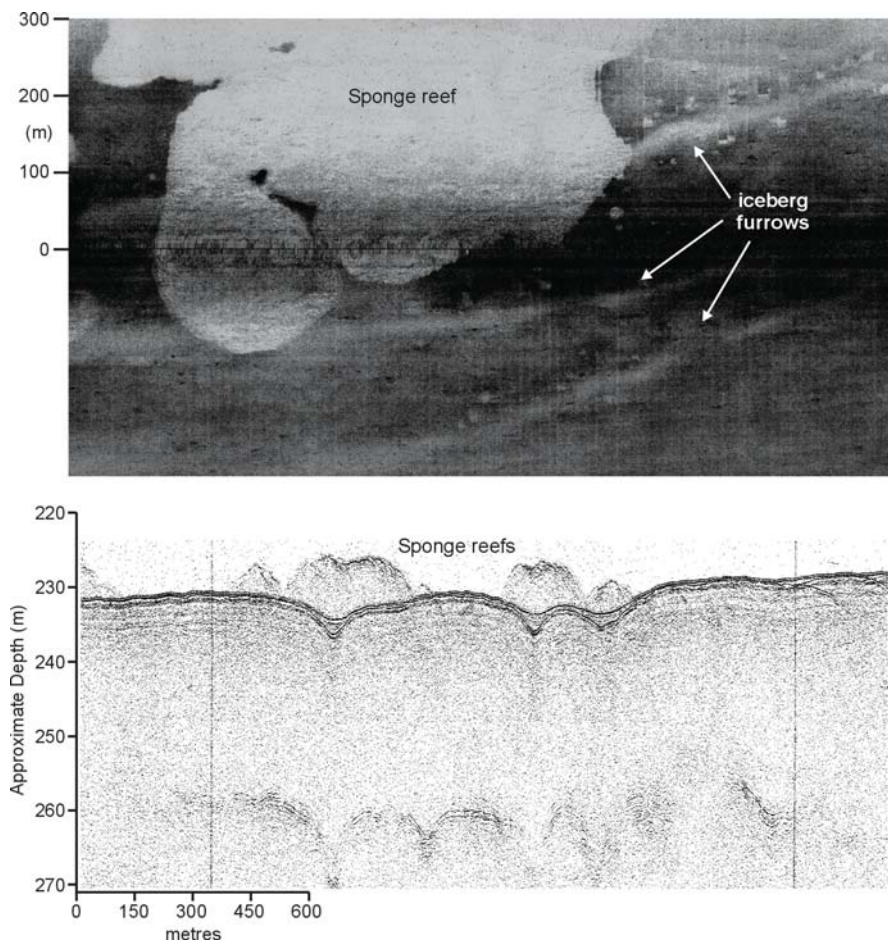 300
200
(m)
100
0
Sponge reef
iceberg
furrows
Sponge reefs
220
230
240
250
260
270
Approximate Depth (m)
0 150 300 450 600
metres